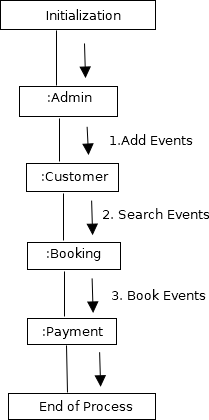 Initialization
:Admin
1.Add Events
:Customer
2. Search Events
:Booking
3. Book Events
:Payment
End of Process